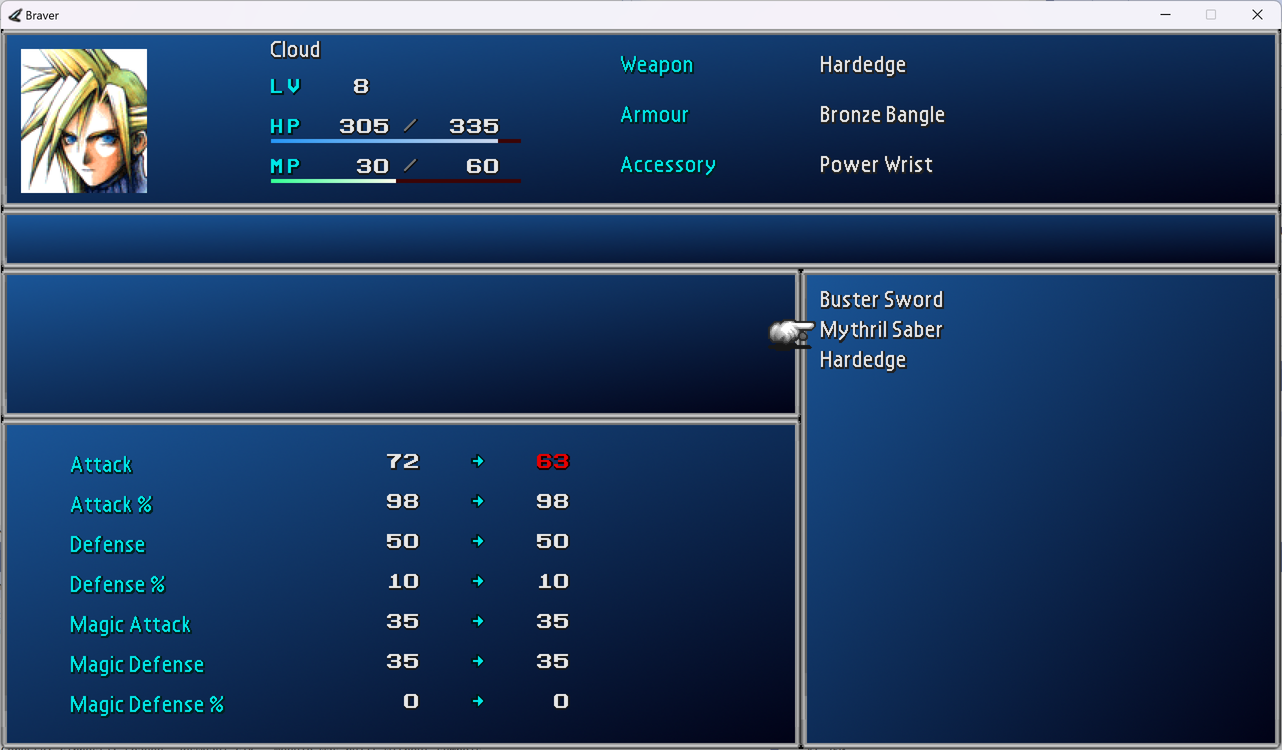 Braver
Cloud
LV 8
HP 305 / 335
MP 30 / 60
Weapon Hardedge
Armour Bronze Bangle
Accessory Power Wrist
Buster Sword
Mythril Saber
Hardedge
Attack 72 → 63
Attack % 98 → 98
Defense 50 → 50
Defense % 10 → 10
Magic Attack 35 → 35
Magic Defense 35 → 35
Magic Defense % 0 → 0